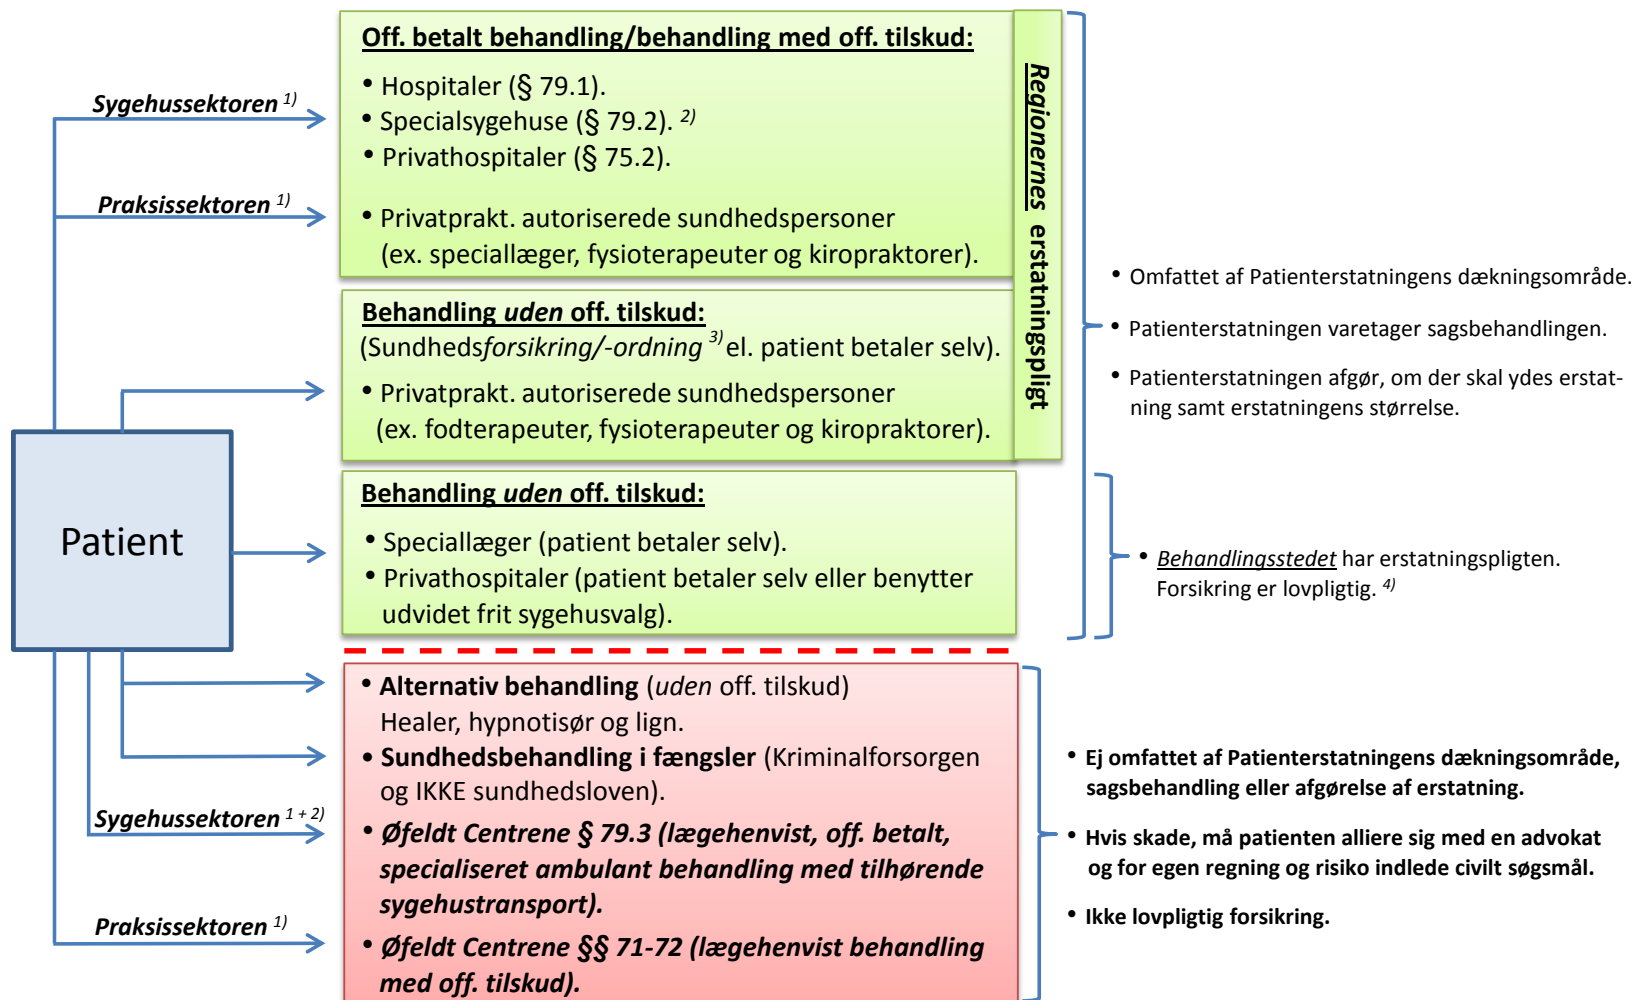 Off. betalt behandling/behandling med off. tilskud:
• Hospitaler (§ 79.1).
• Specialsygehuse (§ 79.2). 2)
• Privathospitaler (§ 75.2).
• Privatprakt. autoriserede sundhedspersoner
(ex. speciallæger, fysioterapeuter og kiropraktorer).
Sygehussektoren 1)
Praksissektoren 1)
Regionernes erstatningspligt
Behandling uden off. tilskud:
(Sundhedsforsikring/-ordning 3) el. patient betaler selv).
• Privatprakt. autoriserede sundhedspersoner
(ex. fodterapeuter, fysioterapeuter og kiropraktorer).
• Omfattet af Patienterstatningens dækningsområde.
• Patienterstatningen varetager sagsbehandlingen.
• Patienterstatningen afgør, om der skal ydes erstat-
ning samt erstatningens størrelse.
Patient
Behandling uden off. tilskud:
• Speciallæger (patient betaler selv).
• Privathospitaler (patient betaler selv eller benytter
udvidet frit sygehusvalg).
• Behandlingsstedet har erstatningspligten.
Forsikring er lovpligtig. 4)
• Alternativ behandling (uden off. tilskud)
Healer, hypnotisør og lign.
• Sundhedsbehandling i fængsler (Kriminalforsorgen
og IKKE sundhedsloven).
Sygehussektoren 1 + 2)
• Øfeldt Centrene § 79.3 (lægehenvist, off. betalt,
specialiseret ambulant behandling med tilhørende
sygehustransport).
Praksissektoren 1)
• Øfeldt Centrene §§ 71-72 (lægehenvist behandling
med off. tilskud).
• Ej omfattet af Patienterstatningens dækningsområde,
sagsbehandling eller afgørelse af erstatning.
• Hvis skade, må patienten alliere sig med en advokat
og for egen regning og risiko indlede civilt søgsmål.
• Ikke lovpligtig forsikring.